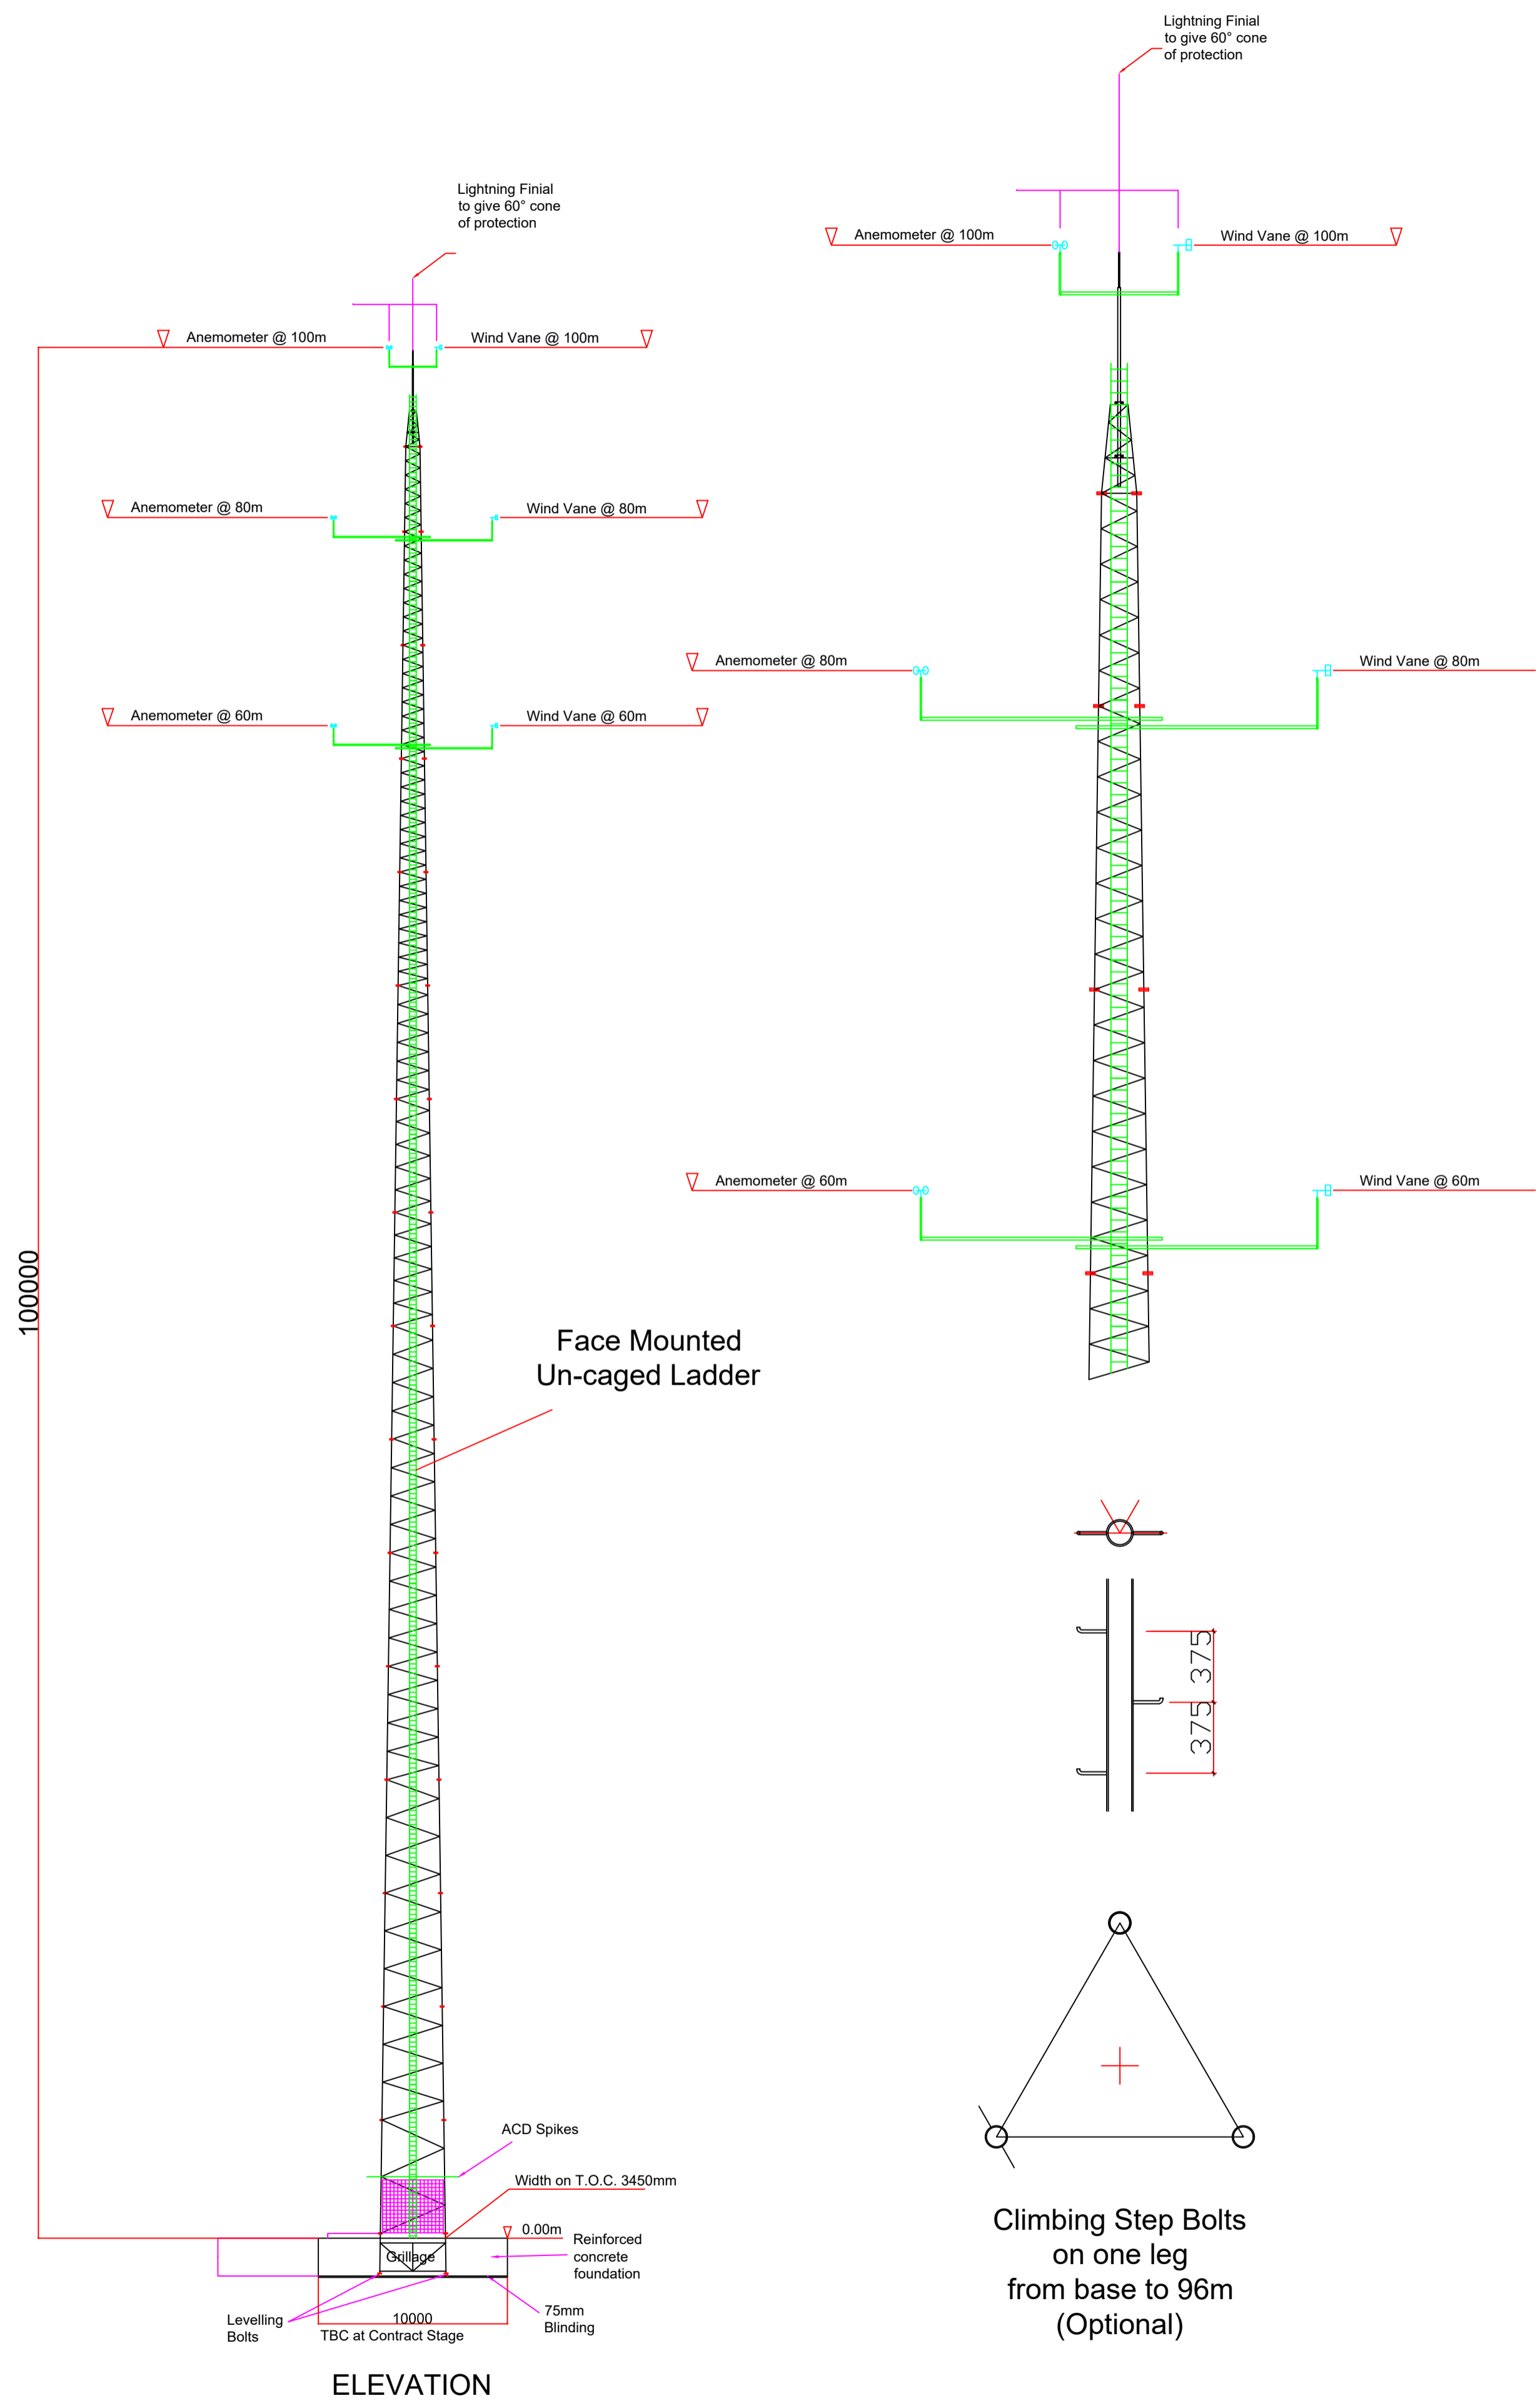 Lightning Finial
to give 60° cone
of protection
Anemometer @ 100m
Wind Vane @ 100m
Anemometer @ 80m
Wind Vane @ 80m
Anemometer @ 60m
Wind Vane @ 60m
100000
Face Mounted
Un-caged Ladder
ACD Spikes
Width on T.O.C. 3450mm
0.00m
Reinforced
concrete
foundation
Grillage
Levelling
Bolts
10000
TBC at Contract Stage
75mm
Blinding
ELEVATION
Lightning Finial
to give 60° cone
of protection
Anemometer @ 100m
Wind Vane @ 100m
Anemometer @ 80m
Wind Vane @ 80m
Anemometer @ 60m
Wind Vane @ 60m
375
375
Climbing Step Bolts
on one leg
from base to 96m
(Optional)